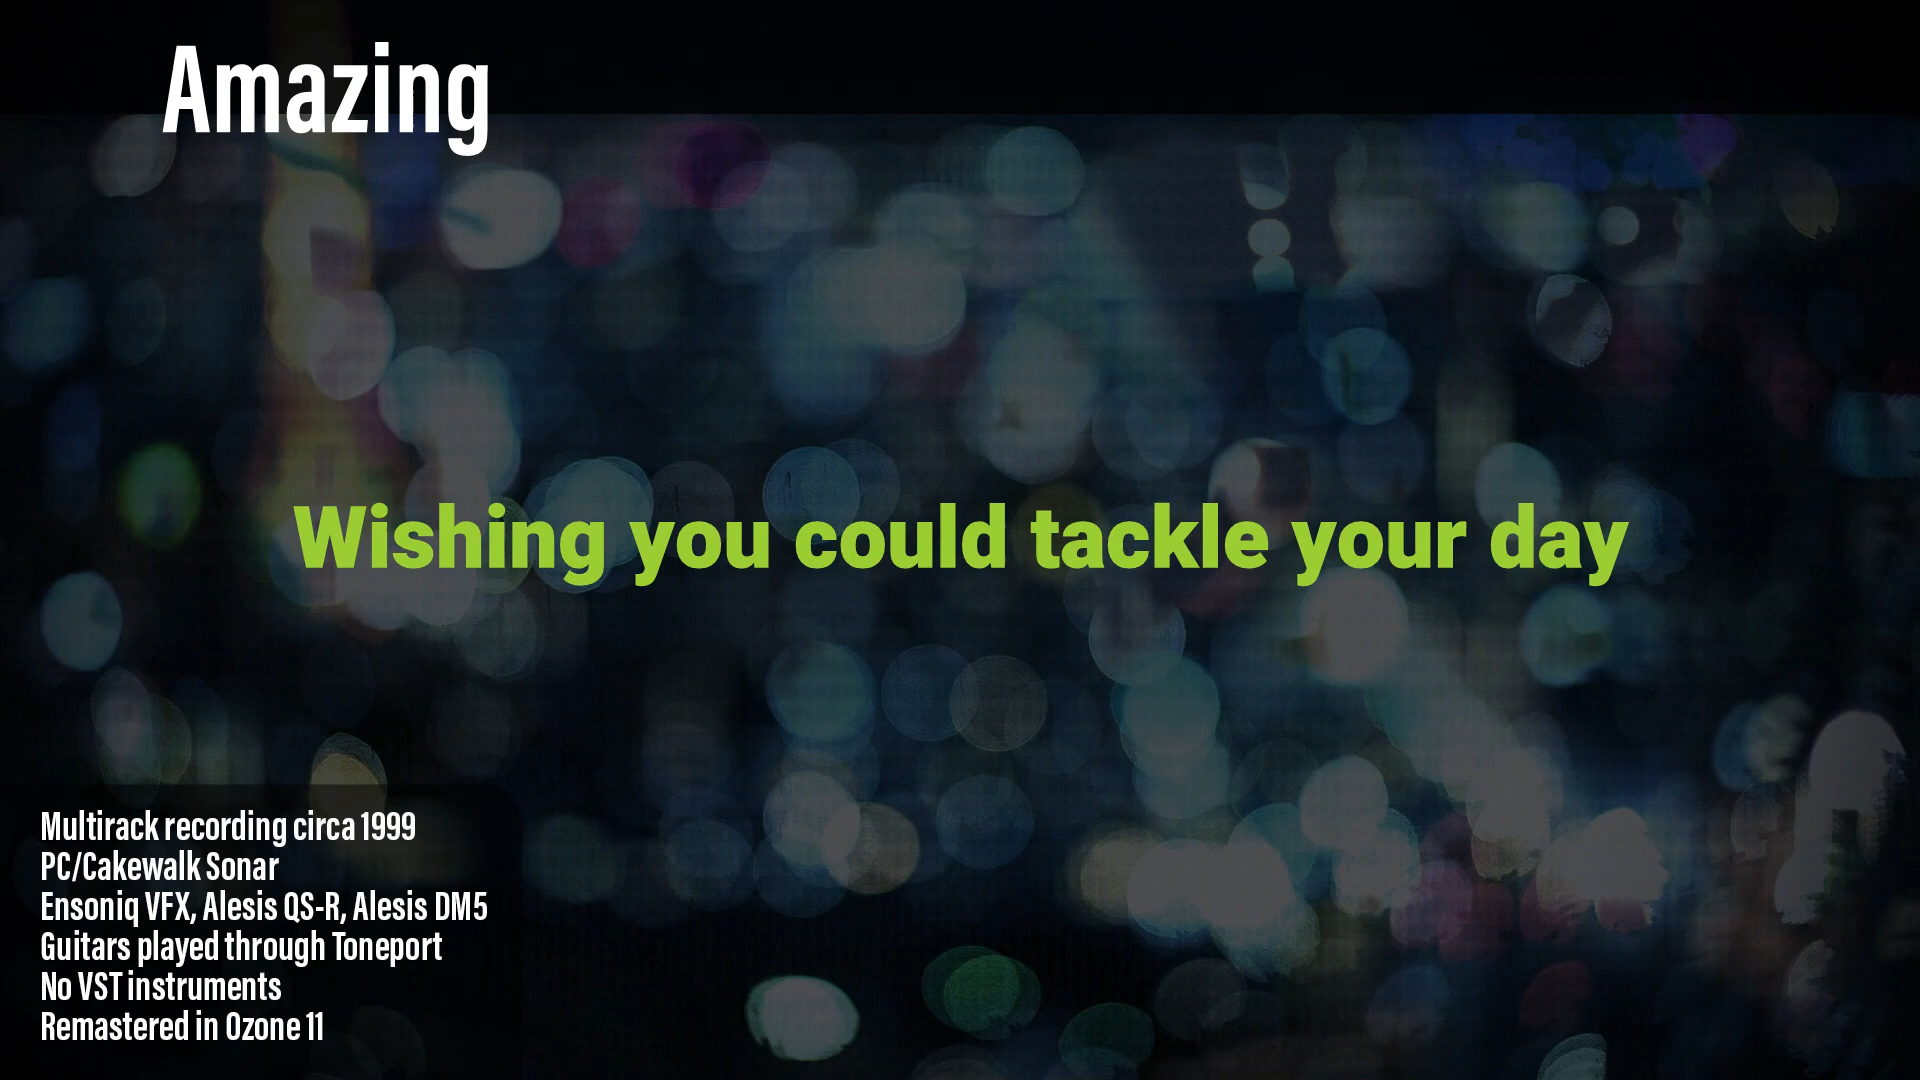 Amazing
Wishing you could tackle your day
Multirack recording circa 1999
PC/Cakewalk Sonar
Ensoniq VFX, Alesis QS-R, Alesis DM5
Guitars played through Toneport
No VST instruments
Remastered in Ozone 11